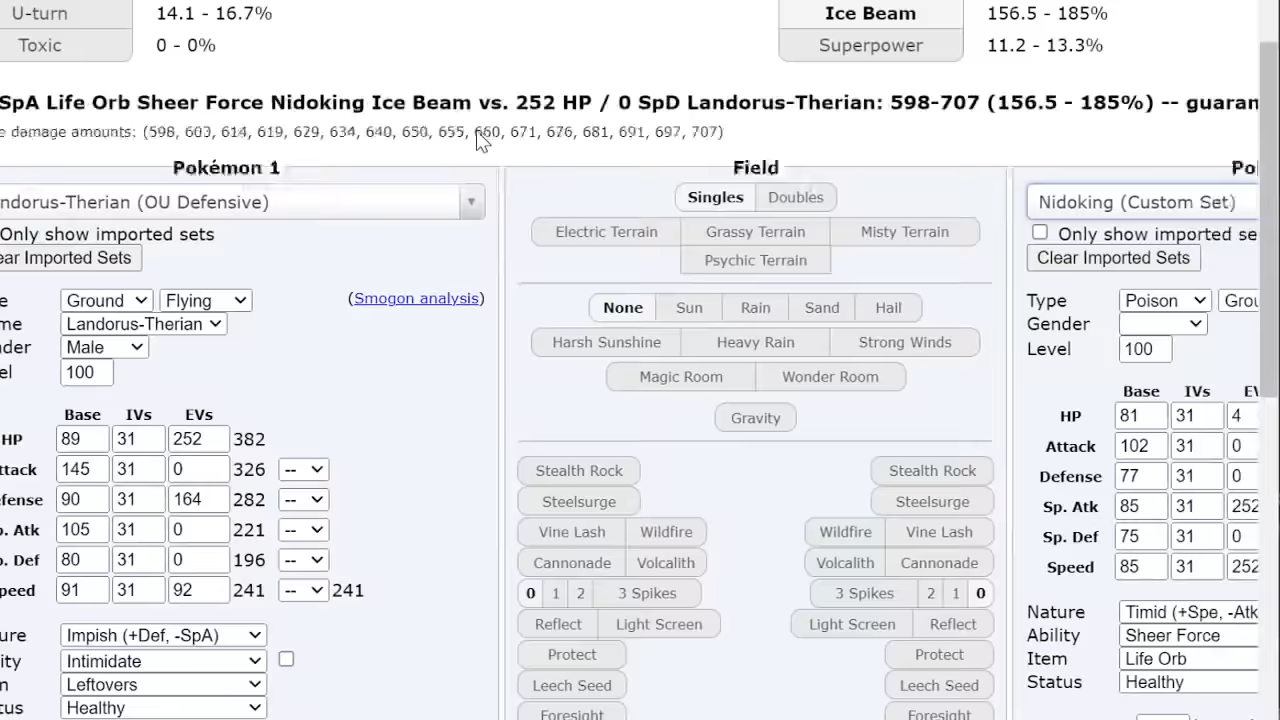 U-turn 14.1 - 16.7% Ice Beam 156.5 - 185%
Toxic 0 - 0% Superpower 11.2 - 13.3%
SpA Life Orb Sheer Force Nidoking Ice Beam vs. 252 HP / 0 SpD Landorus-Therian: 598-707 (156.5 - 185%) -- guaran
e damage amounts: (598, 603, 614, 619, 629, 634, 640, 650, 655, 660, 671, 676, 681, 691, 697, 707)
Pokémon 1 Field Po
ndorus-Therian (OU Defensive) Singles Doubles Nidoking (Custom Set)
Only show imported sets Electric Terrain Grassy Terrain Misty Terrain Only show imported se
ear Imported Sets Psychic Terrain Clear Imported Sets
e Ground Flying (Smogon analysis) None Sun Rain Sand Hail Type Poison Grou
me Landorus-Therian Gender
der Male Harsh Sunshine Heavy Rain Strong Winds Level 100
el 100 Magic Room Wonder Room
Base IVs EVs Gravity Base IVs EV
HP 89 31 252 382 HP 81 31 4
ttack 145 31 0 326 -- Stealth Rock Stealth Rock Attack 102 31 0
efense 90 31 164 282 -- Steelsurge Steelsurge Defense 77 31 0
p. Atk 105 31 0 221 -- Vine Lash Wildfire Wildfire Vine Lash Sp. Atk 85 31 252
p. Def 80 31 0 196 -- Cannonade Volcalith Volcalith Cannonade Sp. Def 75 31 0
peed 91 31 92 241 -- 241 0 1 2 3 Spikes 3 Spikes 2 1 0 Speed 85 31 252
Reflect Light Screen Light Screen Reflect
ure Impish (+Def, -SpA) Protect Protect Nature Timid (+Spe, -Atk
ity Intimidate Leech Seed Leech Seed Ability Sheer Force
m Leftovers Foresight Foresight Item Life Orb
tus Healthy Status Healthy